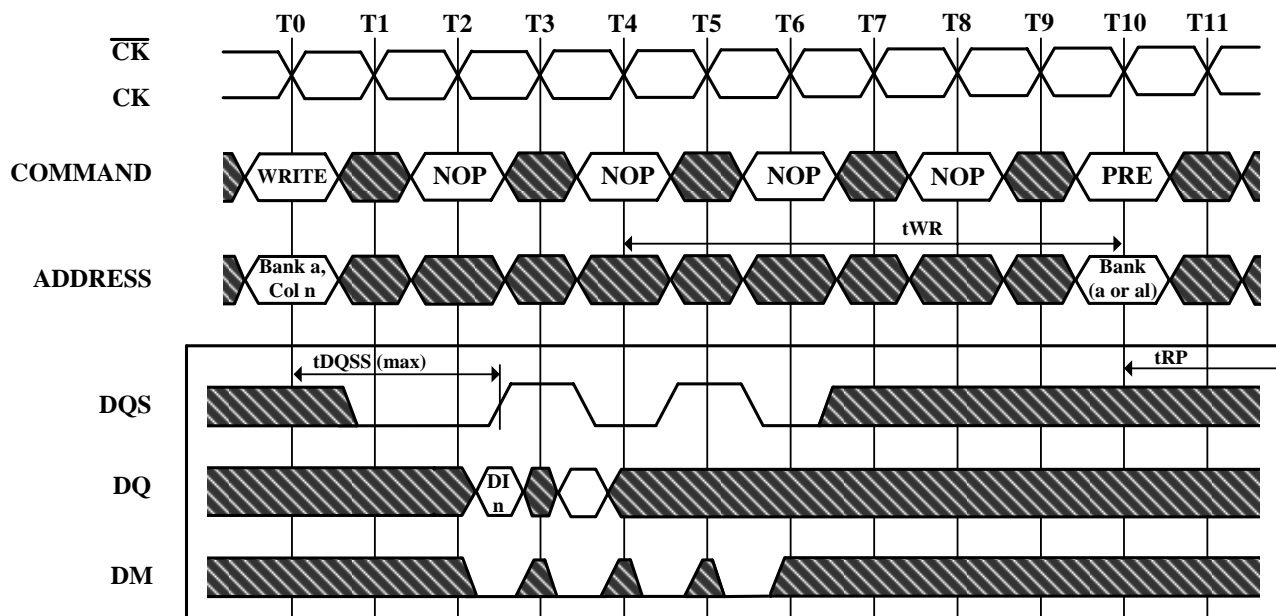 T0 T1 T2 T3 T4 T5 T6 T7 T8 T9 T10 T11
CK
CK
COMMAND WRITE NOP NOP NOP NOP PRE
tWR
ADDRESS Bank a, Col n Bank (a or al)
tDQSS (max) tRP
DQS
DQ DI n
DM